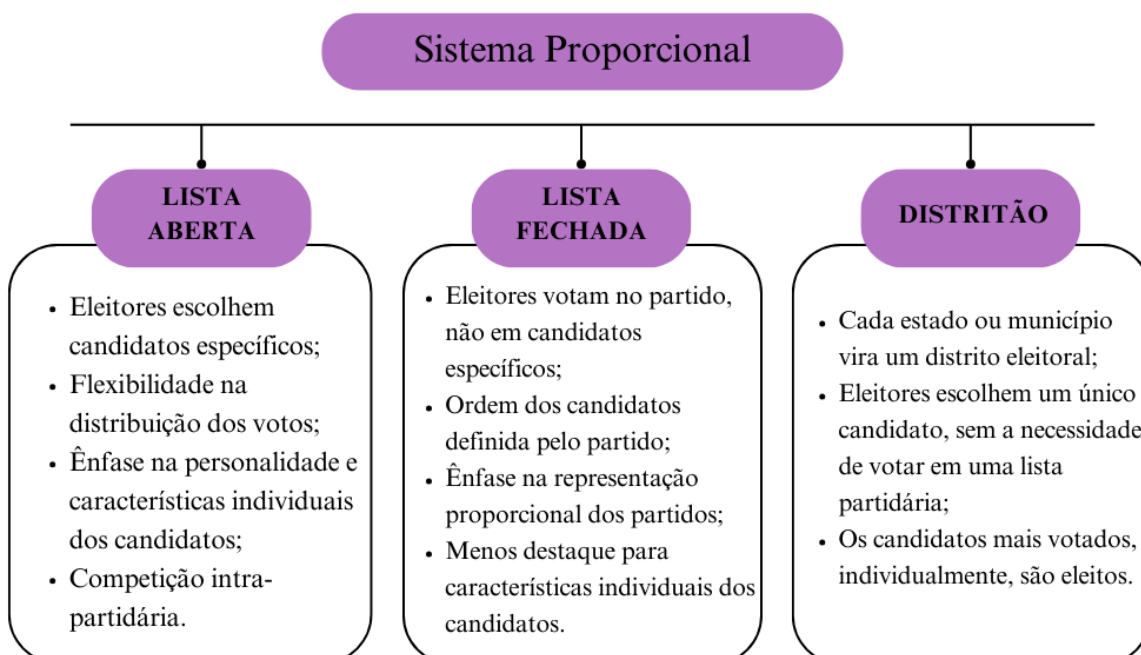 Sistema Proporcional
LISTA
ABERTA
• Eleitores escolhem
candidatos específicos;
• Flexibilidade na
distribuição dos votos;
• Ênfase na personalidade e
características individuais
dos candidatos;
• Competição intra-
partidária.
LISTA
FECHADA
• Eleitores votam no partido,
não em candidatos
específicos;
• Ordem dos candidatos
definida pelo partido;
• Ênfase na representação
proporcional dos partidos;
• Menos destaque para
características individuais dos
candidatos.
DISTRITÃO
• Cada estado ou município
vira um distrito eleitoral;
• Eleitores escolhem um único
candidato, sem a necessidade
de votar em uma lista
partidária;
• Os candidatos mais votados,
individualmente, são eleitos.